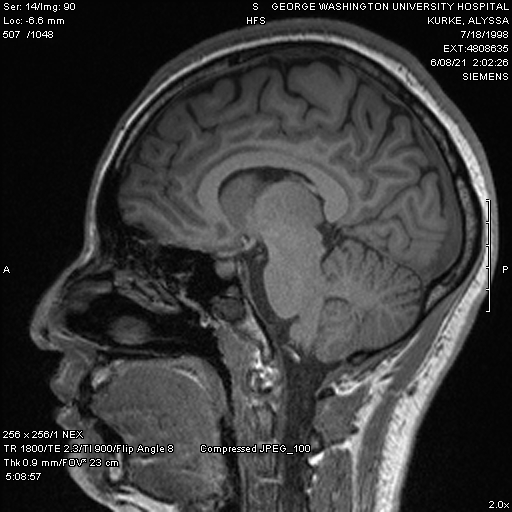 Ser: 14/Img: 90
Loc: -6.6 mm
507 /1048
S
HFS
GEORGE WASHINGTON UNIVERSITY HOSPITAL
KURKE, ALYSSA
7/18/1998
EXT:4808635
6/08/21 2:02:26
SIEMENS
A
P
256 x 256/1 NEX
TR 1800/TE 2.3/TI 900/Flip Angle 8
Thk 0.9 mm/FOV* 23 cm
5:08:57
Compressed JPEG_100
2.0x